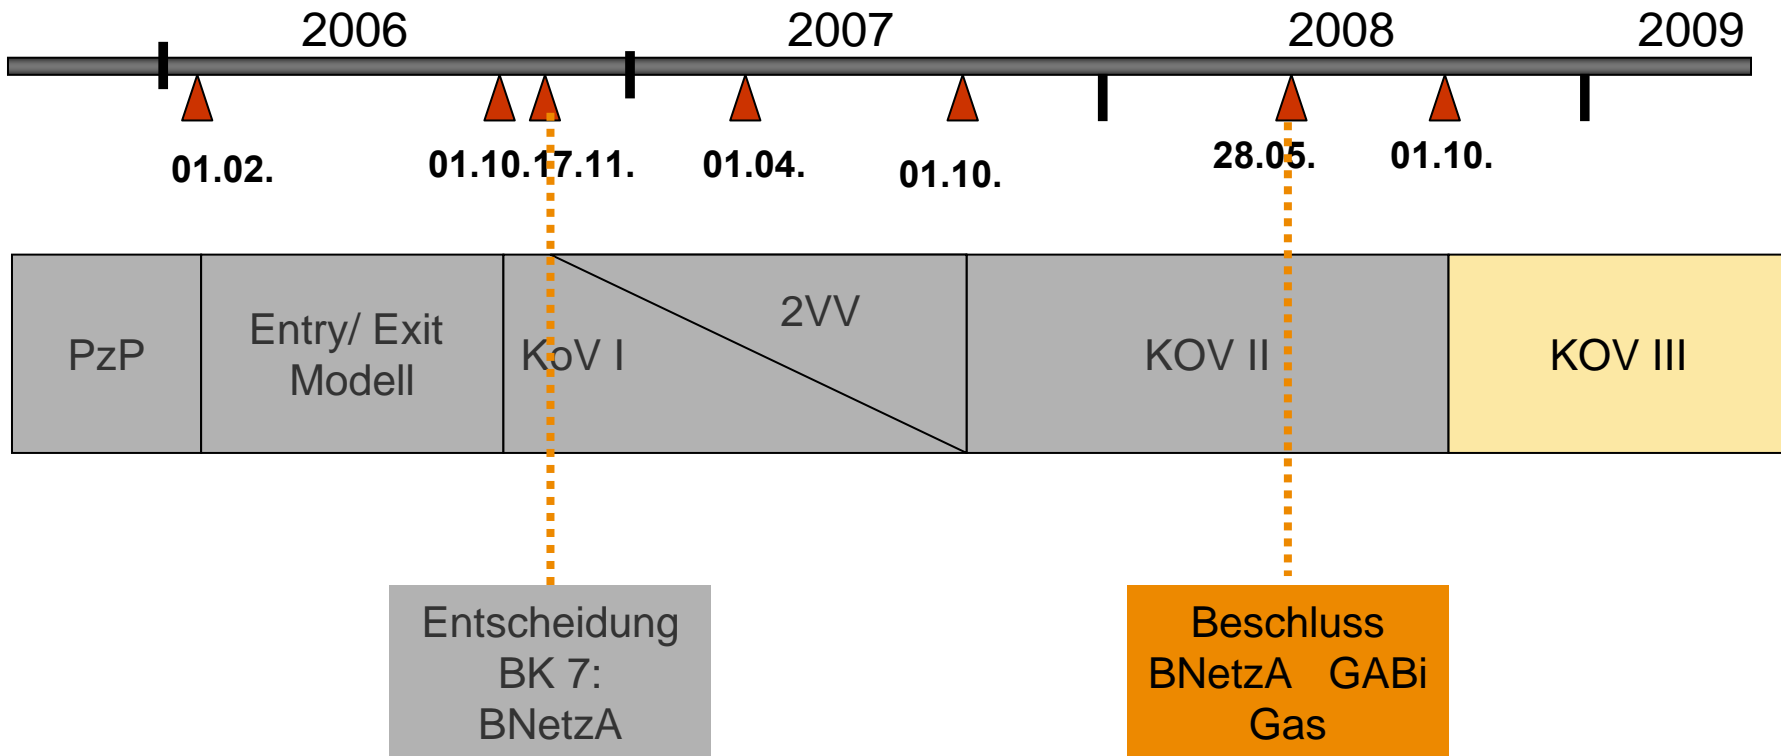 2006 2007 2008 2009
01.02. 01.10. 17.11. 01.04. 01.10. 28.05. 01.10.
PzP
Entry/ Exit
Modell
KoV I
2VV
KOV II
KOV III
Entscheidung
BK 7:
BNetzA
Beschluss
BNetzA GABi
Gas